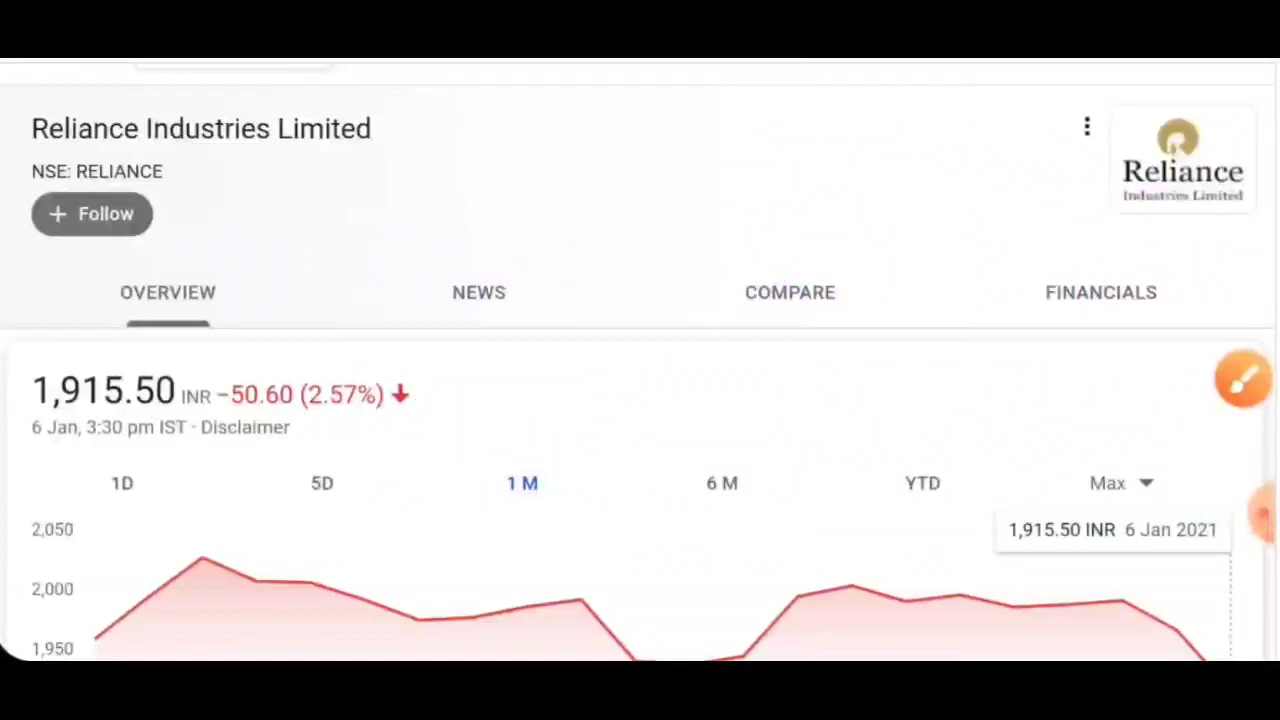 Reliance Industries Limited
NSE: RELIANCE
+ Follow
Reliance
Industries Limited
OVERVIEW NEWS COMPARE FINANCIALS
1,915.50 INR −50.60 (2.57%)
6 Jan, 3:30 pm IST · Disclaimer
1D 5D 1 M 6 M YTD Max
2,050
1,915.50 INR 6 Jan 2021
2,000
1,950